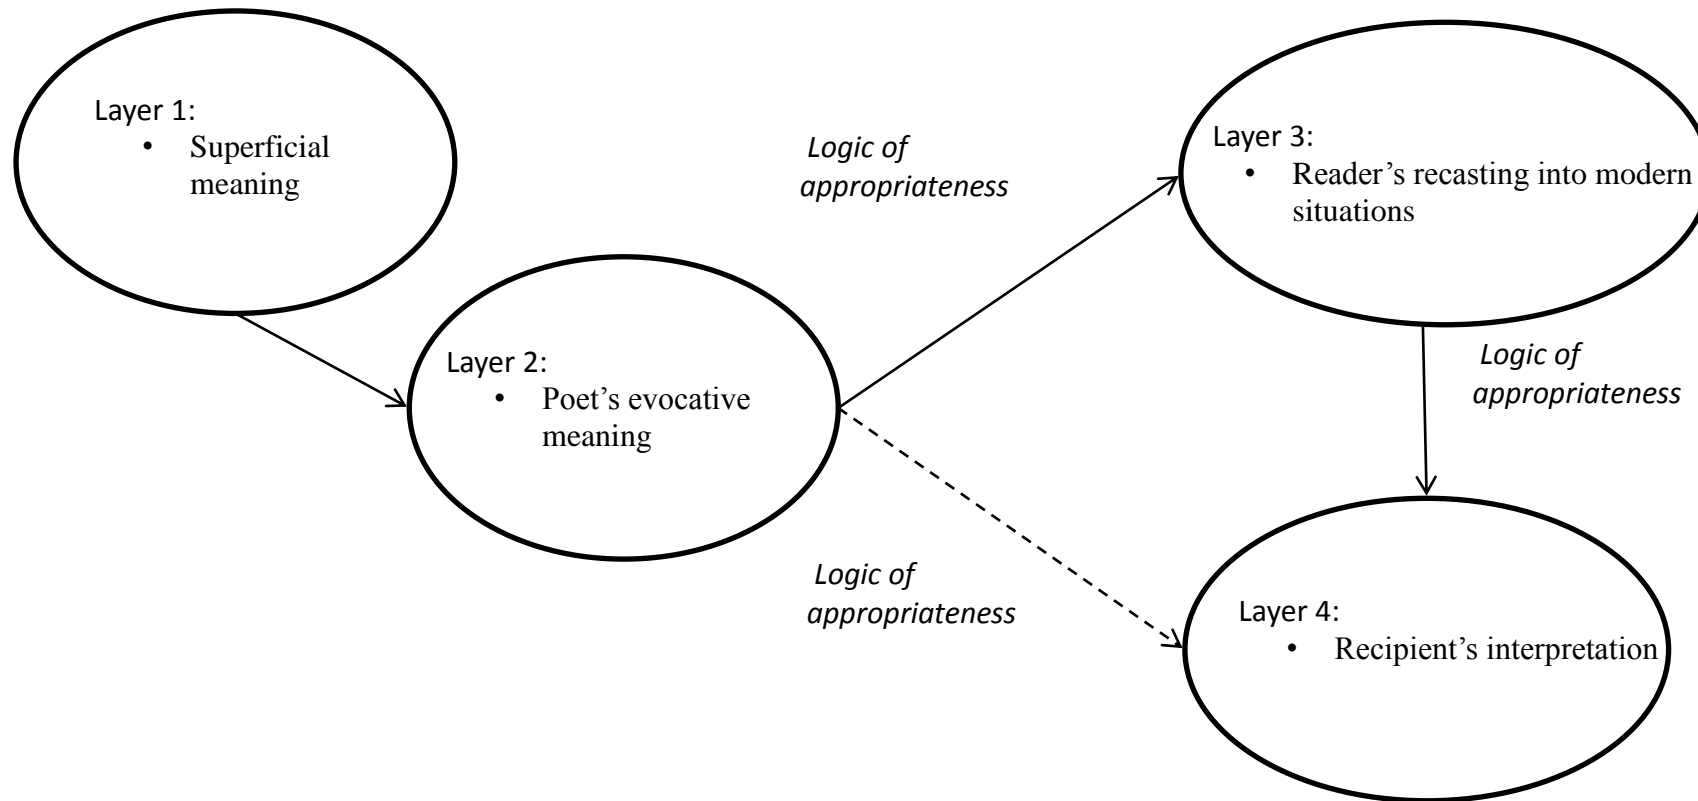 Layer 1:
• Superficial
meaning
Logic of
appropriateness
Layer 3:
• Reader’s recasting into modern
situations
Layer 2:
• Poet’s evocative
meaning
Logic of
appropriateness
Logic of
appropriateness
Layer 4:
• Recipient’s interpretation